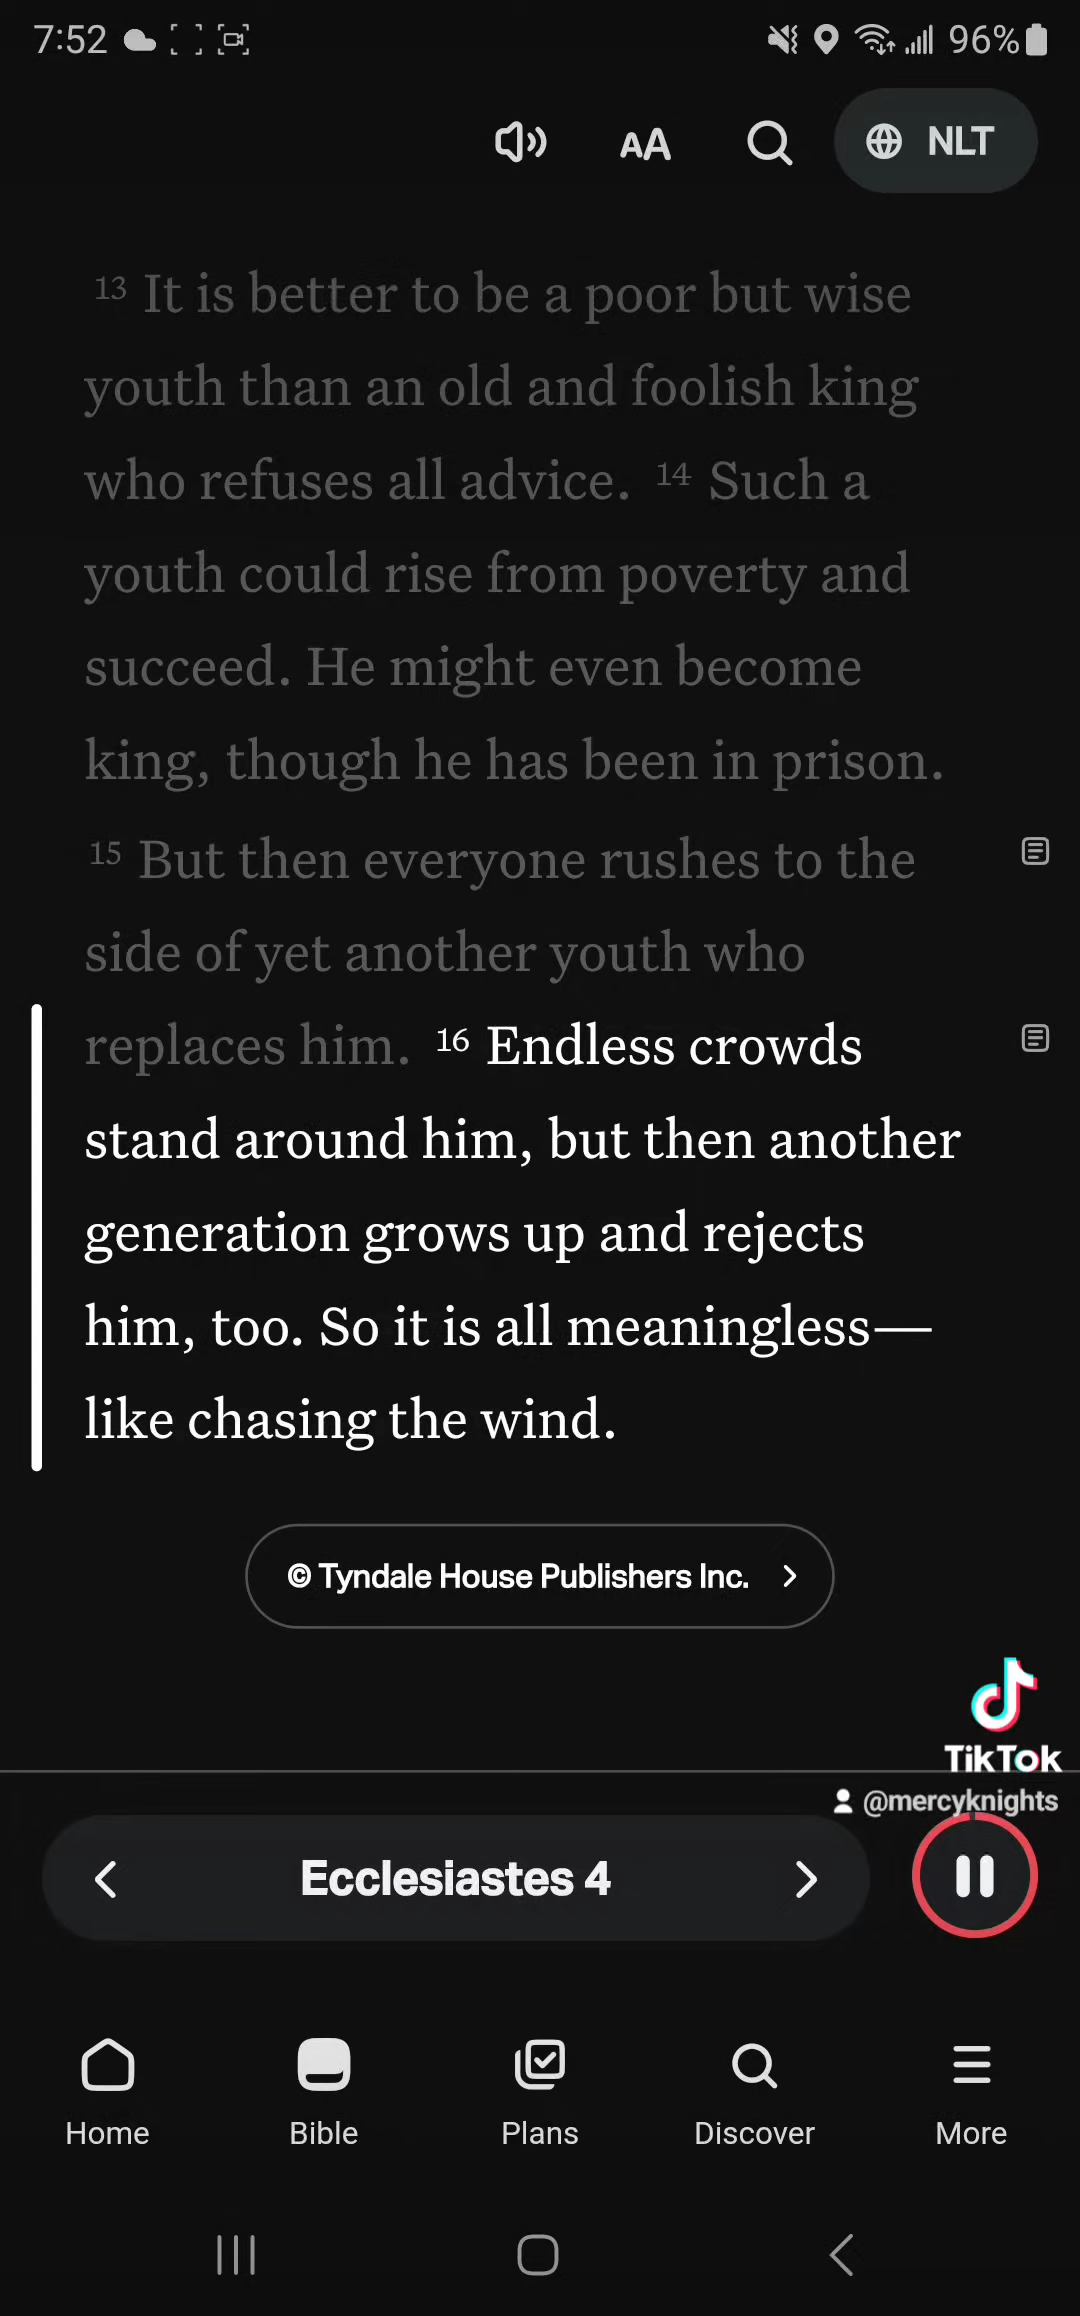 7:52 96%
AA NLT
13 It is better to be a poor but wise
youth than an old and foolish king
who refuses all advice. 14 Such a
youth could rise from poverty and
succeed. He might even become
king, though he has been in prison.
15 But then everyone rushes to the
side of yet another youth who
replaces him. 16 Endless crowds
stand around him, but then another
generation grows up and rejects
him, too. So it is all meaningless—
like chasing the wind.
© Tyndale House Publishers Inc.
TikTok
@mercyknights
Ecclesiastes 4
Home Bible Plans Discover More